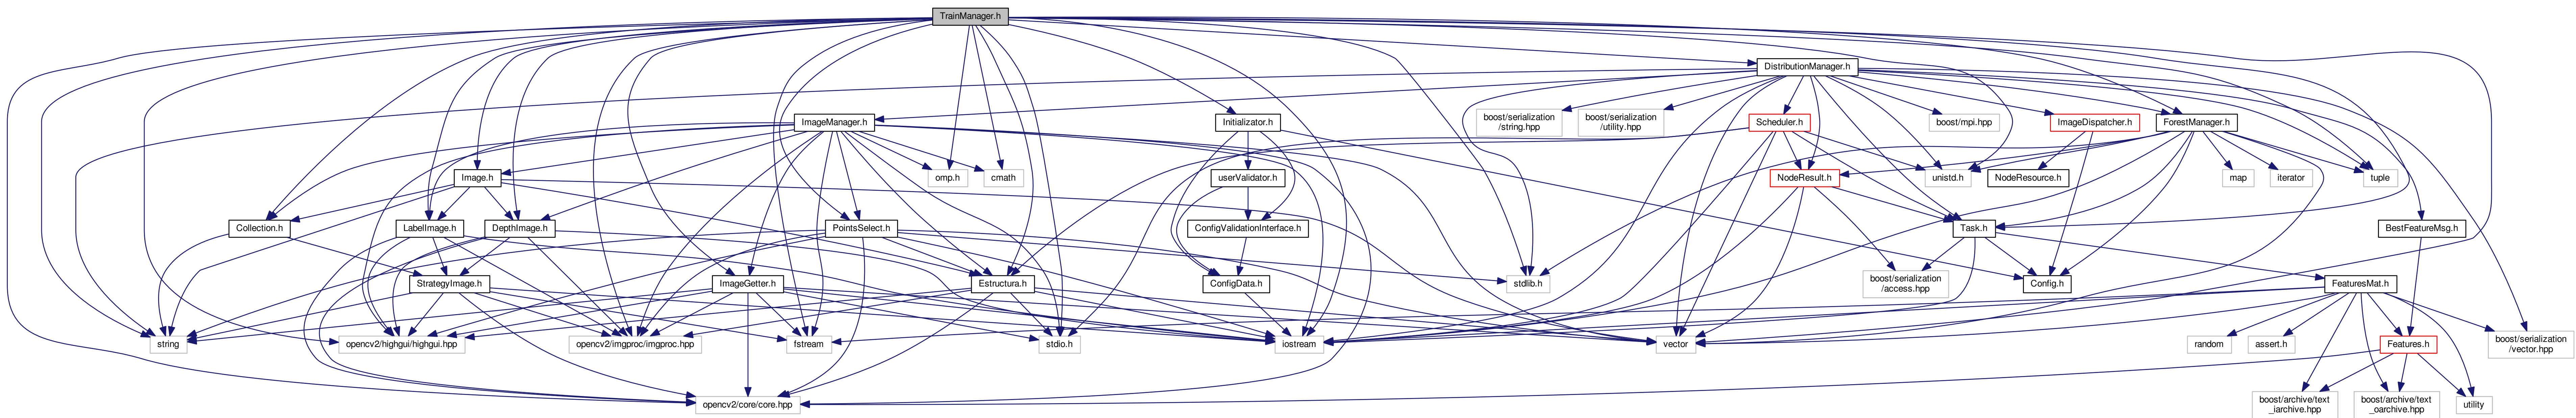 TrainManager.h
DistributionManager.h
ImageManager.h
Initializator.h
boost/serialization
/string.hpp
boost/serialization
/utility.hpp
Scheduler.h
boost/mpi.hpp
ImageDispatcher.h
ForestManager.h
Image.h
omp.h
cmath
userValidator.h
NodeResult.h
unistd.h
NodeResource.h
map
iterator
tuple
Collection.h
LabelImage.h
DepthImage.h
PointsSelect.h
ConfigValidationInterface.h
Task.h
BestFeatureMsg.h
StrategyImage.h
ImageGetter.h
Estructura.h
ConfigData.h
stdlib.h
boost/serialization
/access.hpp
Config.h
FeaturesMat.h
string
opencv2/highgui/highgui.hpp
opencv2/imgproc/imgproc.hpp
fstream
stdio.h
iostream
vector
random
assert.h
Features.h
boost/serialization
/vector.hpp
opencv2/core/core.hpp
boost/archive/text
_iarchive.hpp
boost/archive/text
_oarchive.hpp
utility